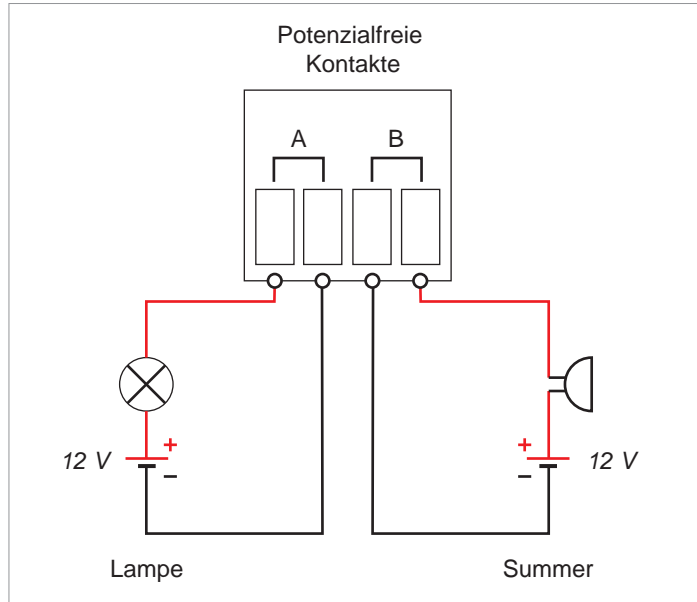 Potenzialfreie
Kontakte
A B
+ +
12 V 12 V
− −
Lampe Summer